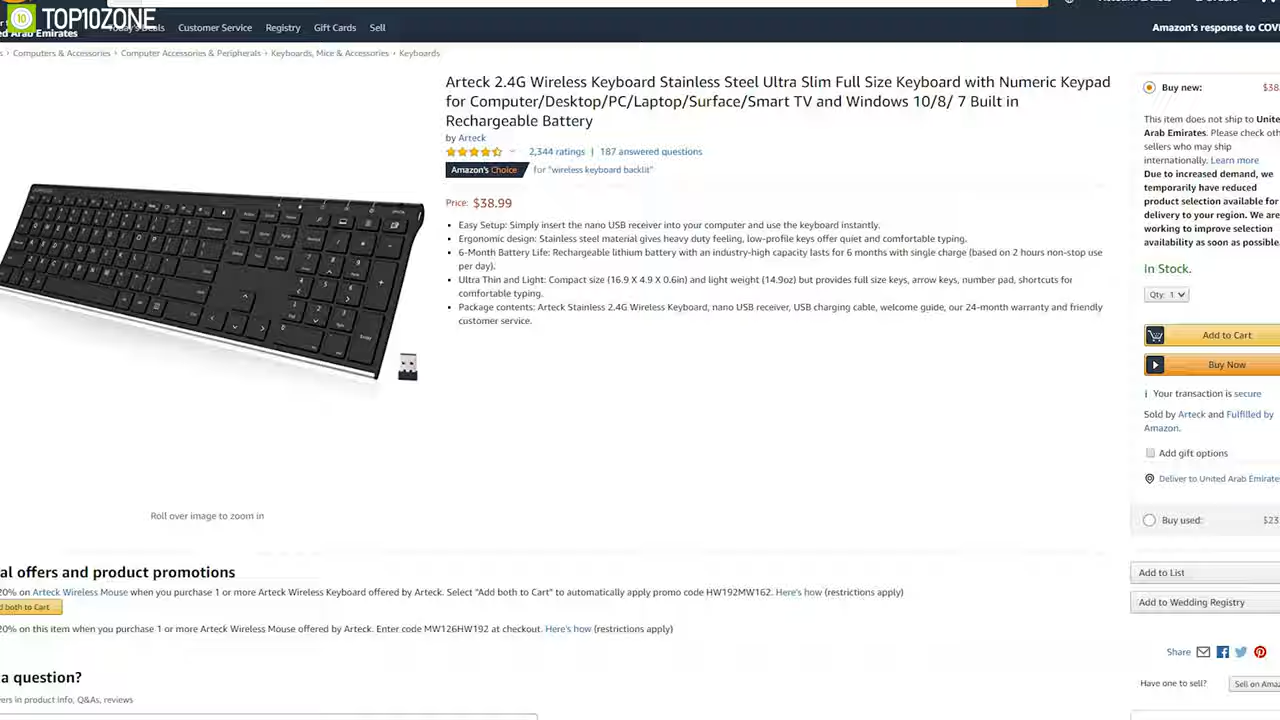 TOP10ZONE
10
ed Arab Emirates
Today's Deals Customer Service Registry Gift Cards Sell
Amazon's response to COVI
s › Computers & Accessories › Computer Accessories & Peripherals › Keyboards, Mice & Accessories › Keyboards
Arteck 2.4G Wireless Keyboard Stainless Steel Ultra Slim Full Size Keyboard with Numeric Keypad
for Computer/Desktop/PC/Laptop/Surface/Smart TV and Windows 10/8/ 7 Built in
Rechargeable Battery
by Arteck
2,344 ratings | 187 answered questions
Amazon's Choice for "wireless keyboard backlit"
Price: $38.99
Easy Setup: Simply insert the nano USB receiver into your computer and use the keyboard instantly.
Ergonomic design: Stainless steel material gives heavy duty feeling, low-profile keys offer quiet and comfortable typing.
6-Month Battery Life: Rechargeable lithium battery with an industry-high capacity lasts for 6 months with single charge (based on 2 hours non-stop use
per day).
Ultra Thin and Light: Compact size (16.9 X 4.9 X 0.6in) and light weight (14.9oz) but provides full size keys, arrow keys, number pad, shortcuts for
comfortable typing.
Package contents: Arteck Stainless 2.4G Wireless Keyboard, nano USB receiver, USB charging cable, welcome guide, our 24-month warranty and friendly
customer service.
Roll over image to zoom in
Buy new: $38.
This item does not ship to Unite
Arab Emirates. Please check oth
sellers who may ship
internationally. Learn more
Due to increased demand, we
temporarily have reduced
product selection available for
delivery to your region. We are
working to improve selection
availability as soon as possible.
In Stock.
Qty: 1
Add to Cart
Buy Now
Your transaction is secure
Sold by Arteck and Fulfilled by
Amazon.
Add gift options
Deliver to United Arab Emirate
Buy used: $23
Add to List
Add to Wedding Registry
Share
Have one to sell? Sell on Amaz
al offers and product promotions
20% on Arteck Wireless Mouse when you purchase 1 or more Arteck Wireless Keyboard offered by Arteck. Select "Add both to Cart" to automatically apply promo code HW192MW162. Here's how (restrictions apply)
d both to Cart
20% on this item when you purchase 1 or more Arteck Wireless Mouse offered by Arteck. Enter code MW126HW192 at checkout. Here's how (restrictions apply)
a question?
ers in product info, Q&As, reviews